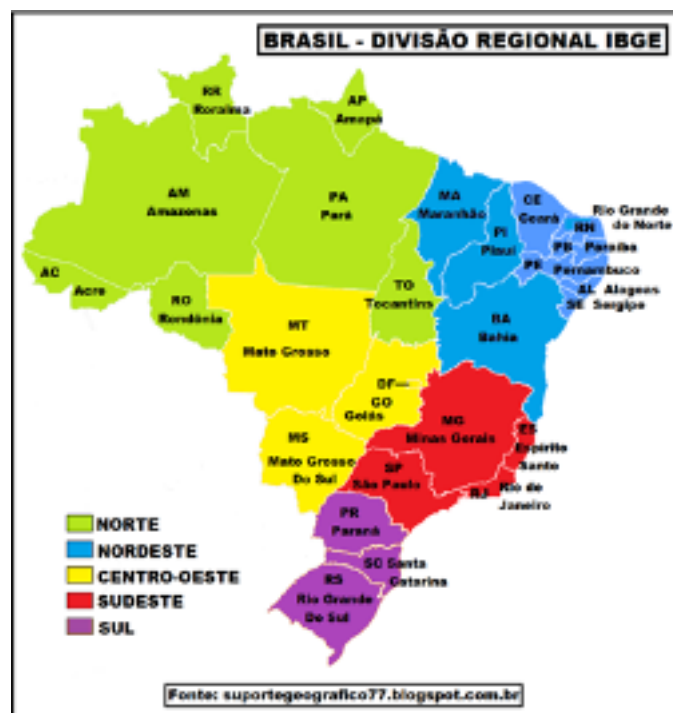 BRASIL - DIVISÃO REGIONAL IBGE
RR
Roraima
AP
Amapá
AM
Amazonas
PA
Pará
MA
Maranhão
CE
Ceará
RN
Rio Grande
do Norte
PI
Piauí
PB Paraíba
PE Pernambuco
AC
Acre
RO
Rondônia
TO
Tocantins
AL Alagoas
SE Sergipe
BA
Bahia
MT
Mato Grosso
DF
GO
Goiás
MG
Minas Gerais
ES
Espírito
Santo
MS
Mato Grosso
Do Sul
SP
São Paulo
RJ Rio de
Janeiro
PR
Paraná
SC Santa
Catarina
RS
Rio Grande
Do Sul
NORTE
NORDESTE
CENTRO-OESTE
SUDESTE
SUL
Fonte: suportegeografico77.blogspot.com.br